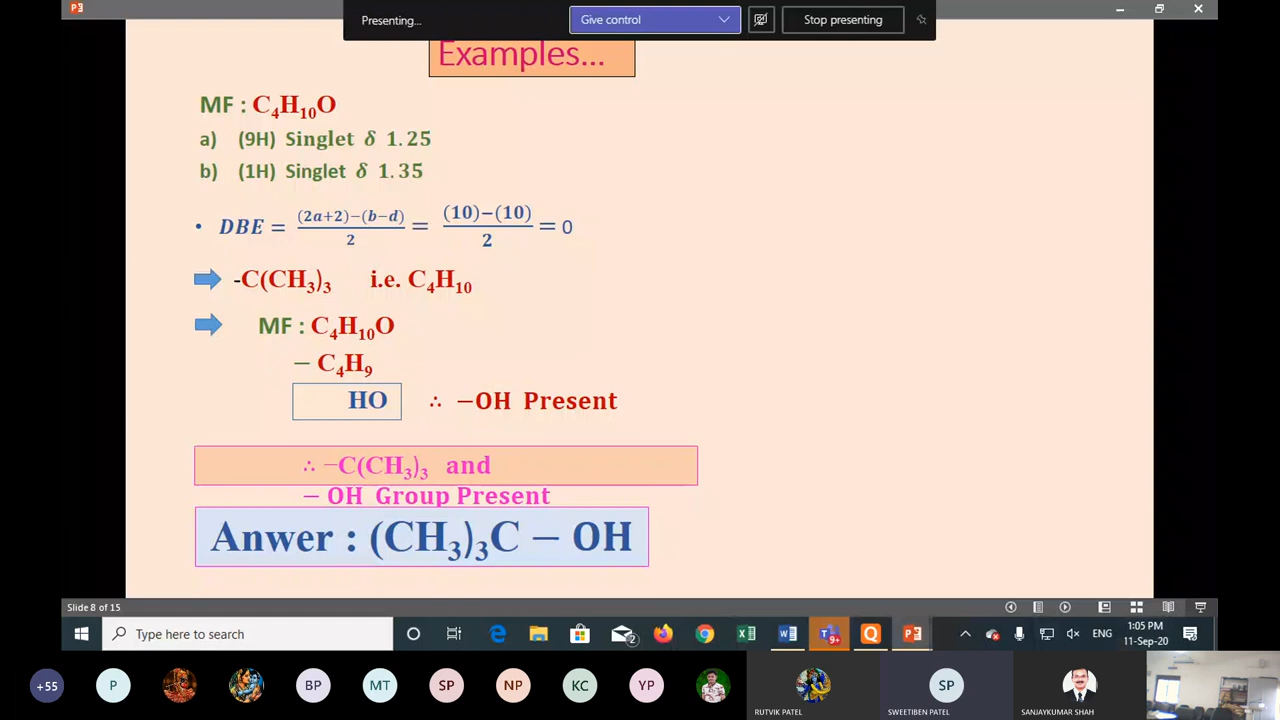 Presenting...
Give control
Stop presenting
Examples...
MF : C₄H₁₀O
a) (9H) Singlet δ 1.25
b) (1H) Singlet δ 1.35
• DBE = (2a+2)−(b−d)/2 = (10)−(10)/2 = 0
-C(CH₃)₃ i.e. C₄H₁₀
MF : C₄H₁₀O
− C₄H₉
HO ∴ −OH Present
∴ −C(CH₃)₃ and
− OH Group Present
Anwer : (CH₃)₃C − OH
Slide 8 of 15
Type here to search
2
9+
ENG
1:05 PM
11-Sep-20
+55
P
BP
MT
SP
NP
KC
YP
SP
RUTVIK PATEL
SWEETIBEN PATEL
SANJAYKUMAR SHAH